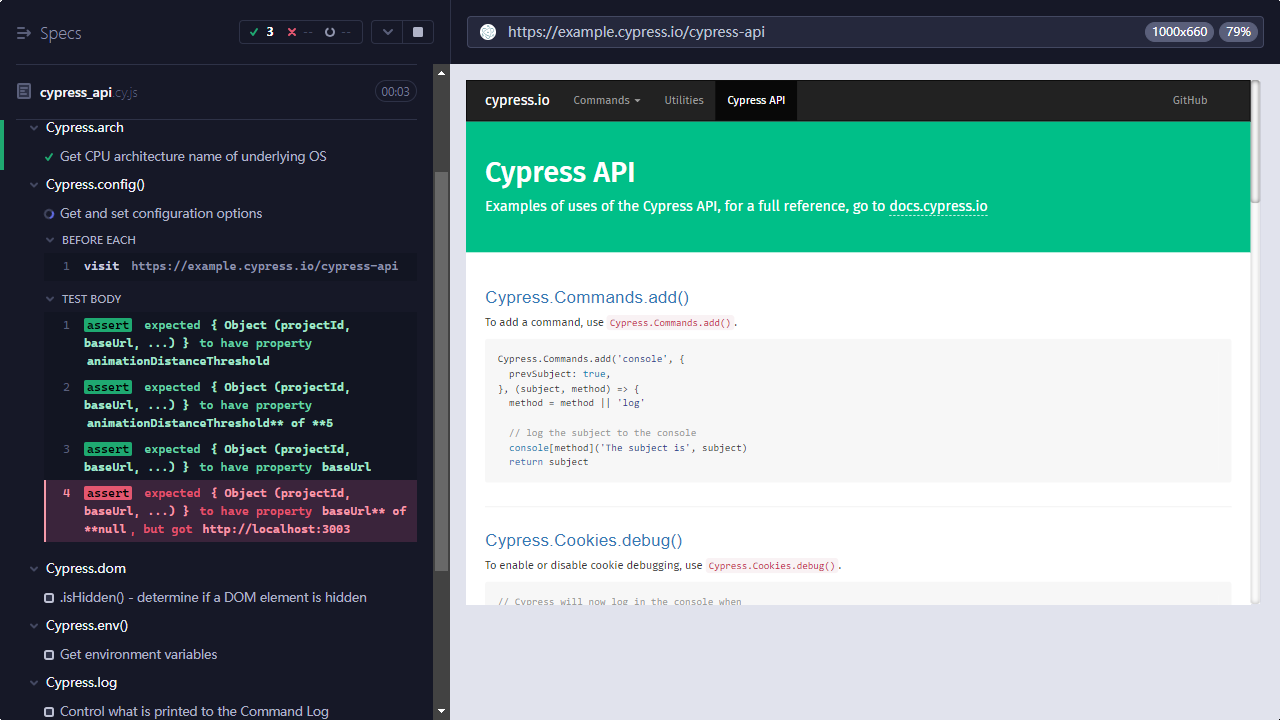 Specs
3
--
--
cypress_api.cy.js
00:03
Cypress.arch
Get CPU architecture name of underlying OS
Cypress.config()
Get and set configuration options
BEFORE EACH
1 visit https://example.cypress.io/cypress-api
TEST BODY
1 assert expected { Object (projectId,
baseUrl, ...) } to have property
animationDistanceThreshold
2 assert expected { Object (projectId,
baseUrl, ...) } to have property
animationDistanceThreshold** of **5
3 assert expected { Object (projectId,
baseUrl, ...) } to have property baseUrl
4 assert expected { Object (projectId,
baseUrl, ...) } to have property baseUrl** of
**null, but got http://localhost:3003
Cypress.dom
.isHidden() - determine if a DOM element is hidden
Cypress.env()
Get environment variables
Cypress.log
Control what is printed to the Command Log
https://example.cypress.io/cypress-api
1000x660
79%
cypress.io
Commands
Utilities
Cypress API
GitHub
Cypress API
Examples of uses of the Cypress API, for a full reference, go to docs.cypress.io
Cypress.Commands.add()
To add a command, use Cypress.Commands.add().
Cypress.Commands.add('console', {
prevSubject: true,
}, (subject, method) => {
method = method || 'log'
// log the subject to the console
console[method]('The subject is', subject)
return subject
Cypress.Cookies.debug()
To enable or disable cookie debugging, use Cypress.Cookies.debug().
// Cypress will now log in the console when